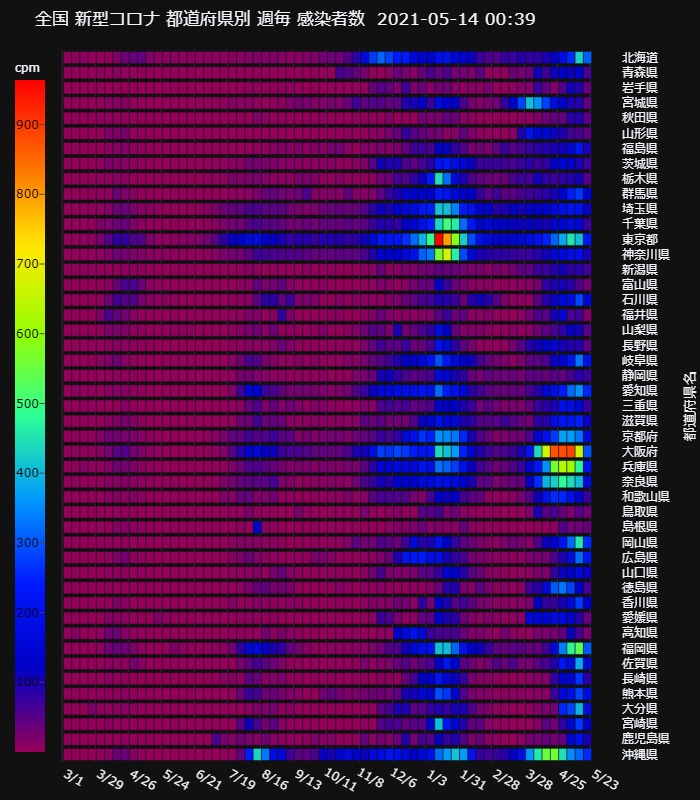 全国 新型コロナ 都道府県別 週毎 感染者数 2021-05-14 00:39
cpm
900
800
700
600
500
400
300
200
100
北海道
青森県
岩手県
宮城県
秋田県
山形県
福島県
茨城県
栃木県
群馬県
埼玉県
千葉県
東京都
神奈川県
新潟県
富山県
石川県
福井県
山梨県
長野県
岐阜県
静岡県
愛知県
三重県
滋賀県
京都府
大阪府
兵庫県
奈良県
和歌山県
鳥取県
島根県
岡山県
広島県
山口県
徳島県
香川県
愛媛県
高知県
福岡県
佐賀県
長崎県
熊本県
大分県
宮崎県
鹿児島県
沖縄県
都道府県名
3/1 3/29 4/26 5/24 6/21 7/19 8/16 9/13 10/11 11/8 12/6 1/3 1/31 2/28 3/28 4/25 5/23